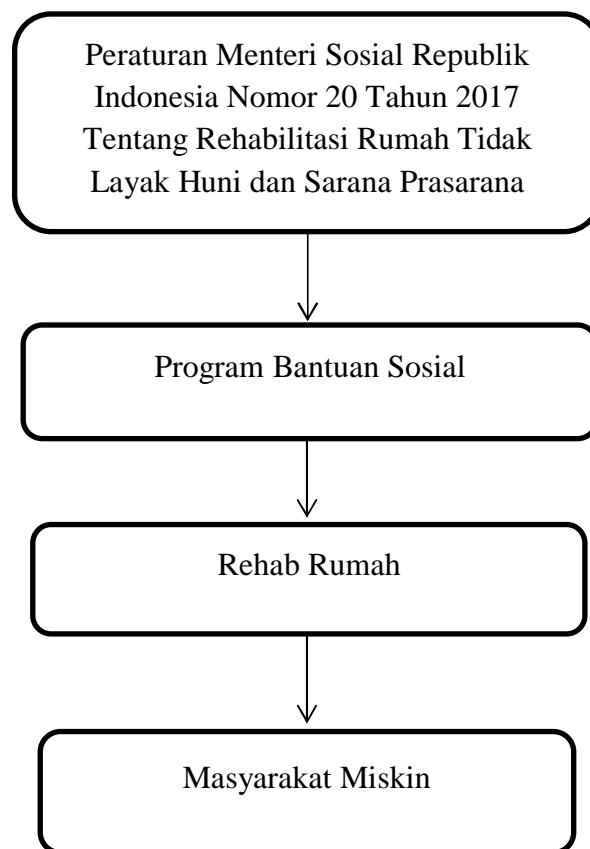 Peraturan Menteri Sosial Republik
Indonesia Nomor 20 Tahun 2017
Tentang Rehabilitasi Rumah Tidak
Layak Huni dan Sarana Prasarana
Program Bantuan Sosial
Rehab Rumah
Masyarakat Miskin